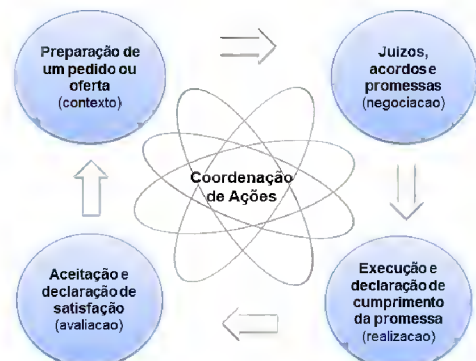 Preparação de
um pedido ou
oferta
(contexto)
Juizos,
acordos e
promessas
(negociacao)
Coordenação
de Ações
Aceitação e
declaração de
satisfação
(avaliacao)
Execução e
declaração de
cumprimento
da promessa
(realizacao)